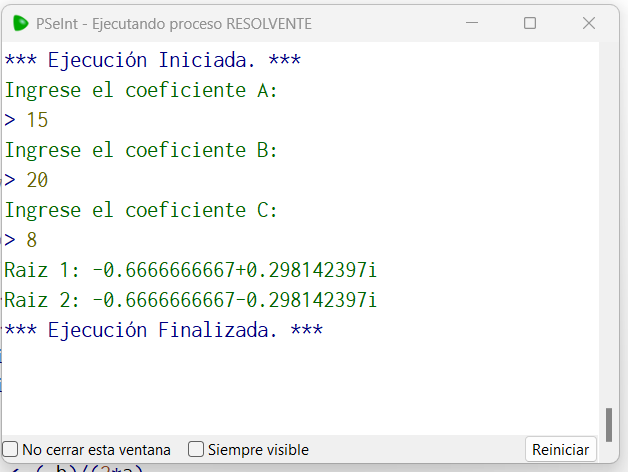 PSeInt - Ejecutando proceso RESOLVENTE
*** Ejecución Iniciada. ***
Ingrese el coeficiente A:
> 15
Ingrese el coeficiente B:
> 20
Ingrese el coeficiente C:
> 8
Raiz 1: -0.6666666667+0.298142397i
Raiz 2: -0.6666666667-0.298142397i
*** Ejecución Finalizada. ***
No cerrar esta ventana Siempre visible Reiniciar